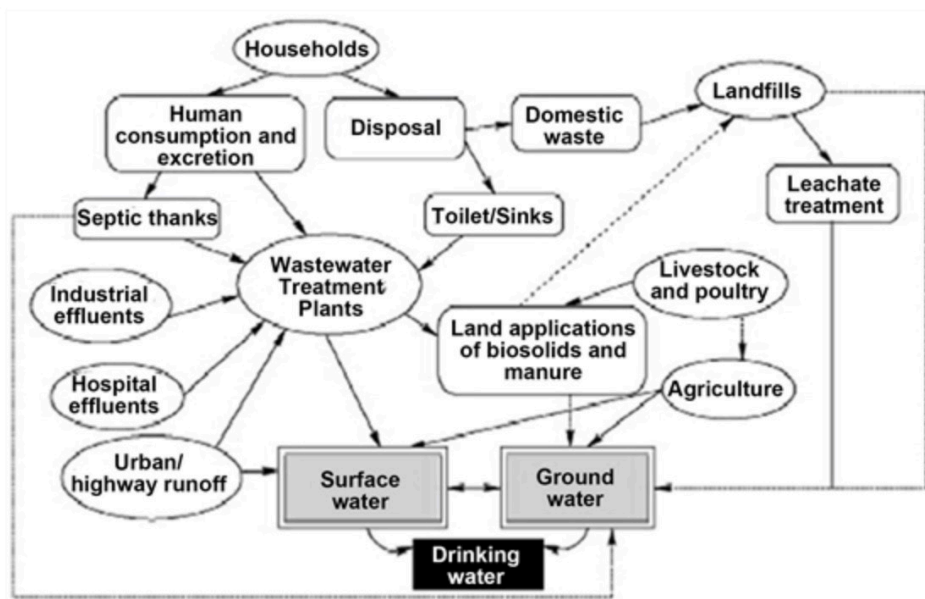 Households
Human
consumption and
excretion
Disposal
Domestic
waste
Landfills
Leachate
treatment
Septic thanks
Toilet/Sinks
Wastewater
Treatment
Plants
Livestock
and poultry
Industrial
effluents
Land applications
of biosolids and
manure
Hospital
effluents
Agriculture
Urban/
highway runoff
Surface
water
Ground
water
Drinking
water